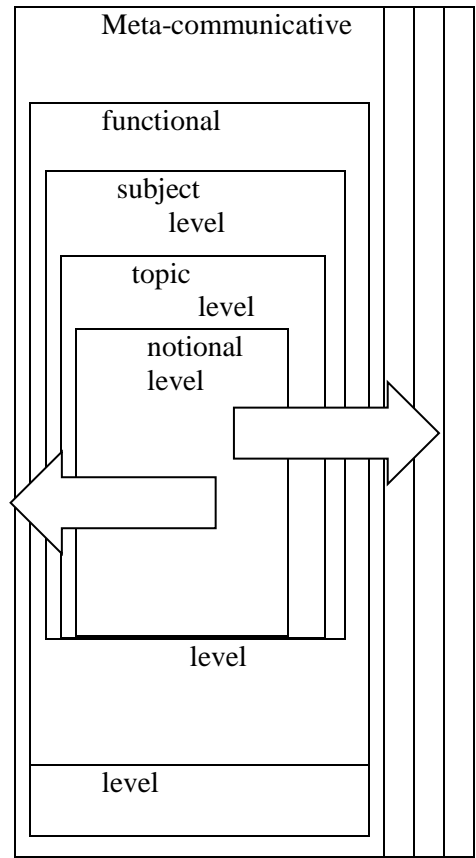 Meta-communicative
functional
subject
level
topic
level
notional
level
level
level